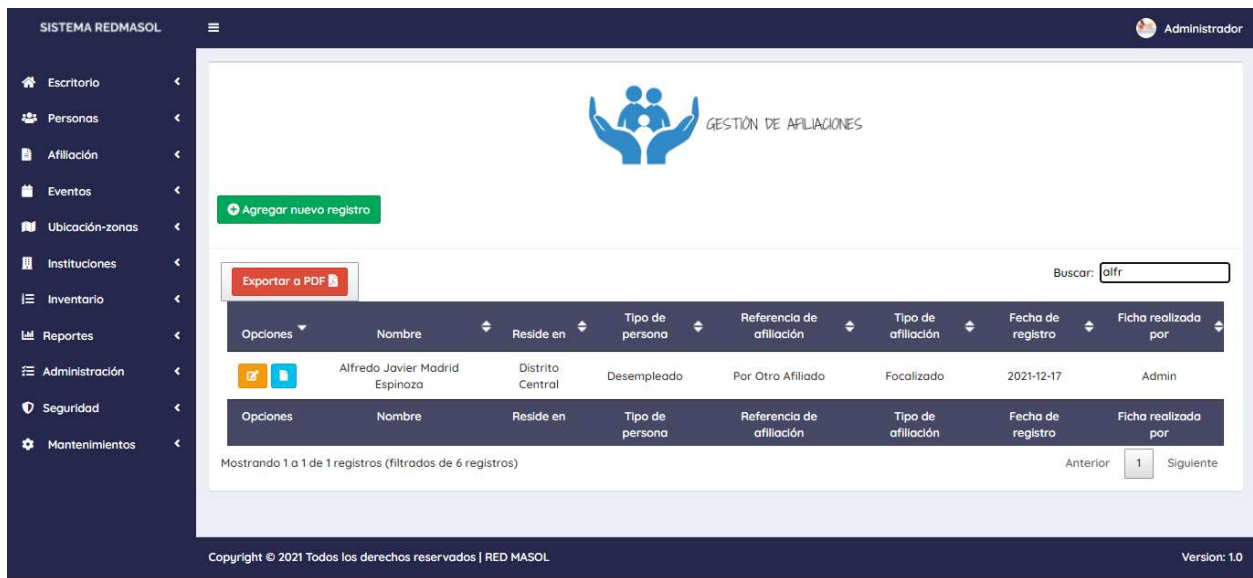 SISTEMA REDMASOL
Administrador
Escritorio
Personas
Afiliación
Eventos
Ubicación-zonas
Instituciones
Inventario
Reportes
Administración
Seguridad
Mantenimientos
GESTIÓN DE AFILIACIONES
Agregar nuevo registro
Exportar a PDF
Buscar: alfr
Opciones Nombre Reside en Tipo de persona Referencia de afiliación Tipo de afiliación Fecha de registro Ficha realizada por
Alfredo Javier Madrid Espinoza Distrito Central Desempleado Por Otro Afiliado Focalizado 2021-12-17 Admin
Opciones Nombre Reside en Tipo de persona Referencia de afiliación Tipo de afiliación Fecha de registro Ficha realizada por
Mostrando 1 a 1 de 1 registros (filtrados de 6 registros)
Anterior 1 Siguiente
Copyright © 2021 Todos los derechos reservados | RED MASOL
Version: 1.0